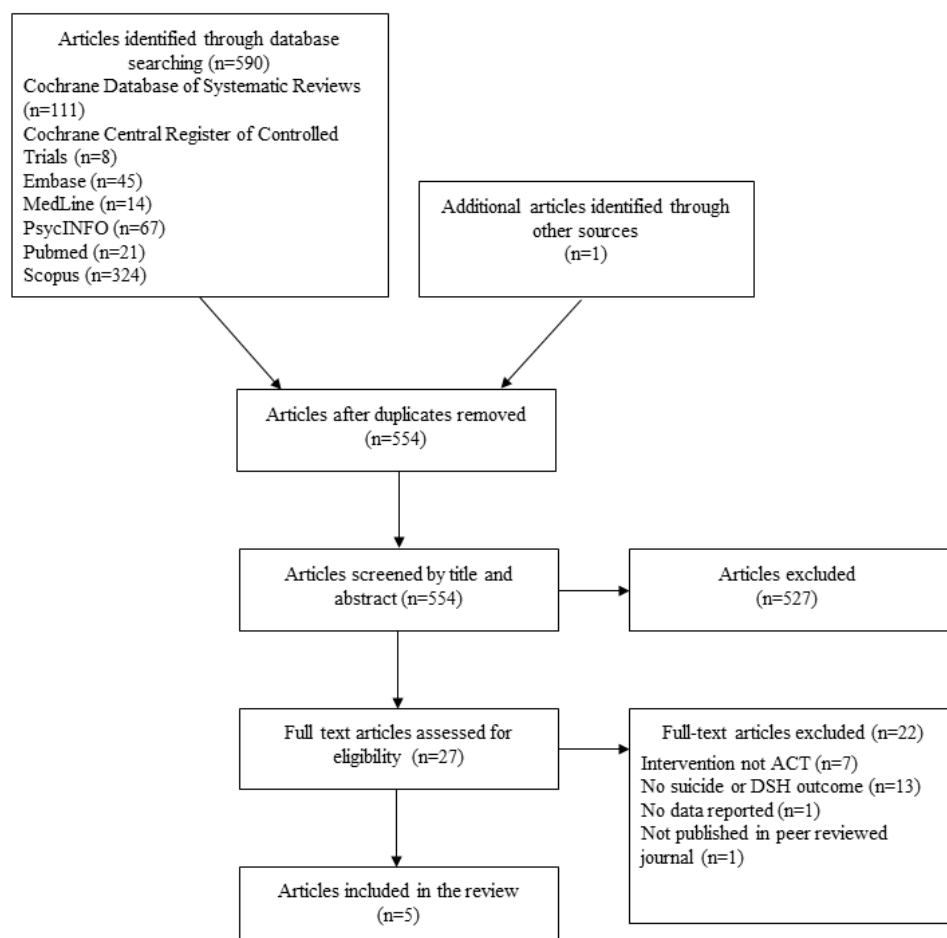 Articles identified through database
searching (n=590)
Cochrane Database of Systematic Reviews
(n=111)
Cochrane Central Register of Controlled
Trials (n=8)
Embase (n=45)
MedLine (n=14)
PsycINFO (n=67)
Pubmed (n=21)
Scopus (n=324)
Additional articles identified through
other sources
(n=1)
Articles after duplicates removed
(n=554)
Articles screened by title and
abstract (n=554)
Articles excluded
(n=527)
Full text articles assessed for
eligibility (n=27)
Full-text articles excluded (n=22)
Intervention not ACT (n=7)
No suicide or DSH outcome (n=13)
No data reported (n=1)
Not published in peer reviewed
journal (n=1)
Articles included in the review
(n=5)